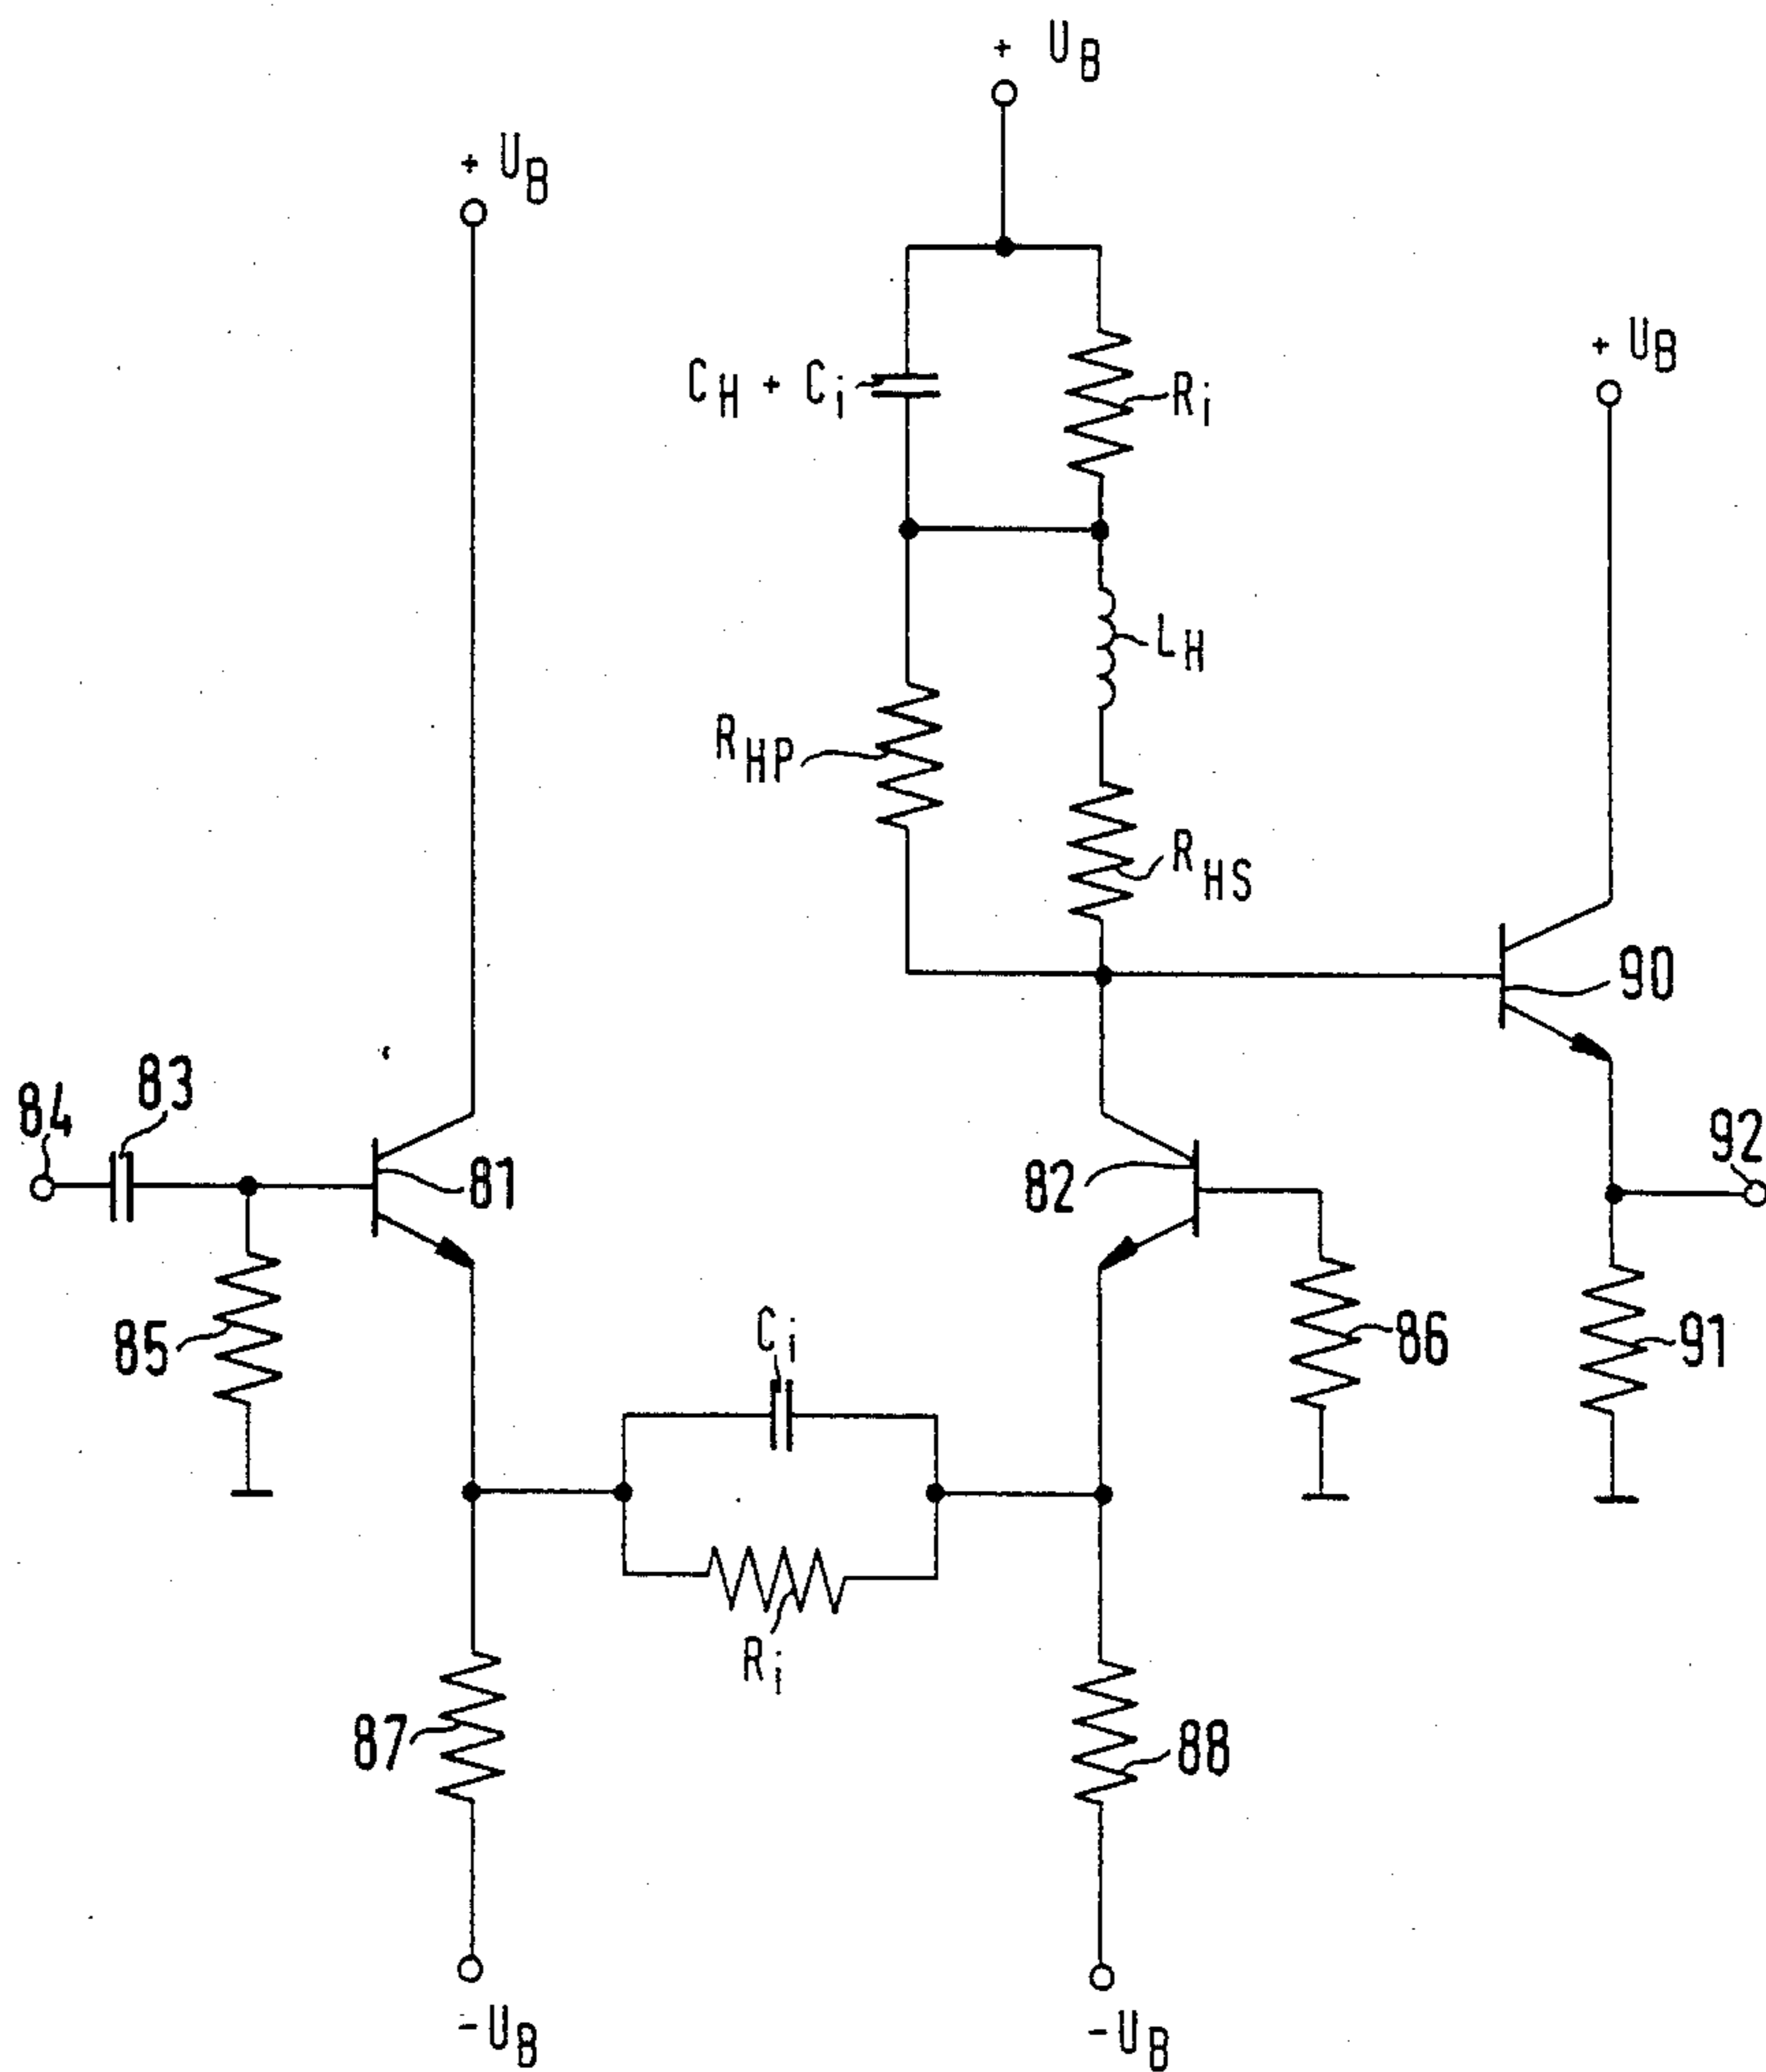 + U_B
+ U_B
+ U_B
C_H + C_i
R_i
L_H
R_HP
R_HS
90
83
84
81
82
92
85
C_i
86
91
R_i
87
88
-U_B
-U_B